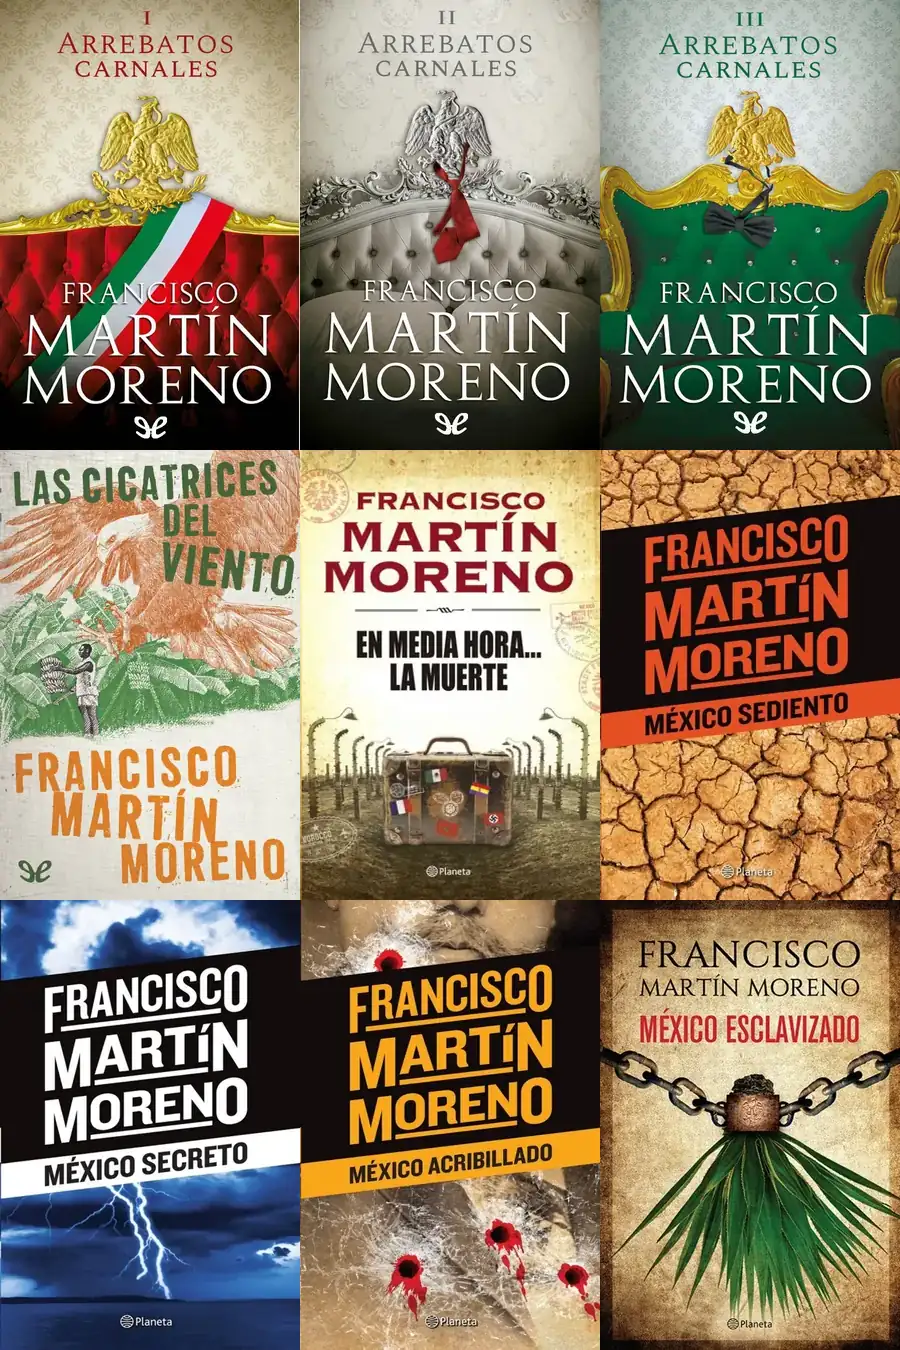 I
ARREBATOS
CARNALES
FRANCISCO
MARTÍN
MORENO
II
ARREBATOS
CARNALES
FRANCISCO
MARTÍN
MORENO
III
ARREBATOS
CARNALES
FRANCISCO
MARTÍN
MORENO
LAS CICATRICES
DEL
VIENTO
FRANCISCO
MARTÍN
MORENO
FRANCISCO
MARTÍN
MORENO
EN MEDIA HORA...
LA MUERTE
Planeta
FRANCISCO
MARTÍN
MORENO
MÉXICO SEDIENTO
Planeta
FRANCISCO
MARTÍN
MORENO
MÉXICO SECRETO
Planeta
FRANCISCO
MARTÍN
MORENO
MÉXICO ACRIBILLADO
Planeta
FRANCISCO
MARTÍN MORENO
MÉXICO ESCLAVIZADO
Planeta